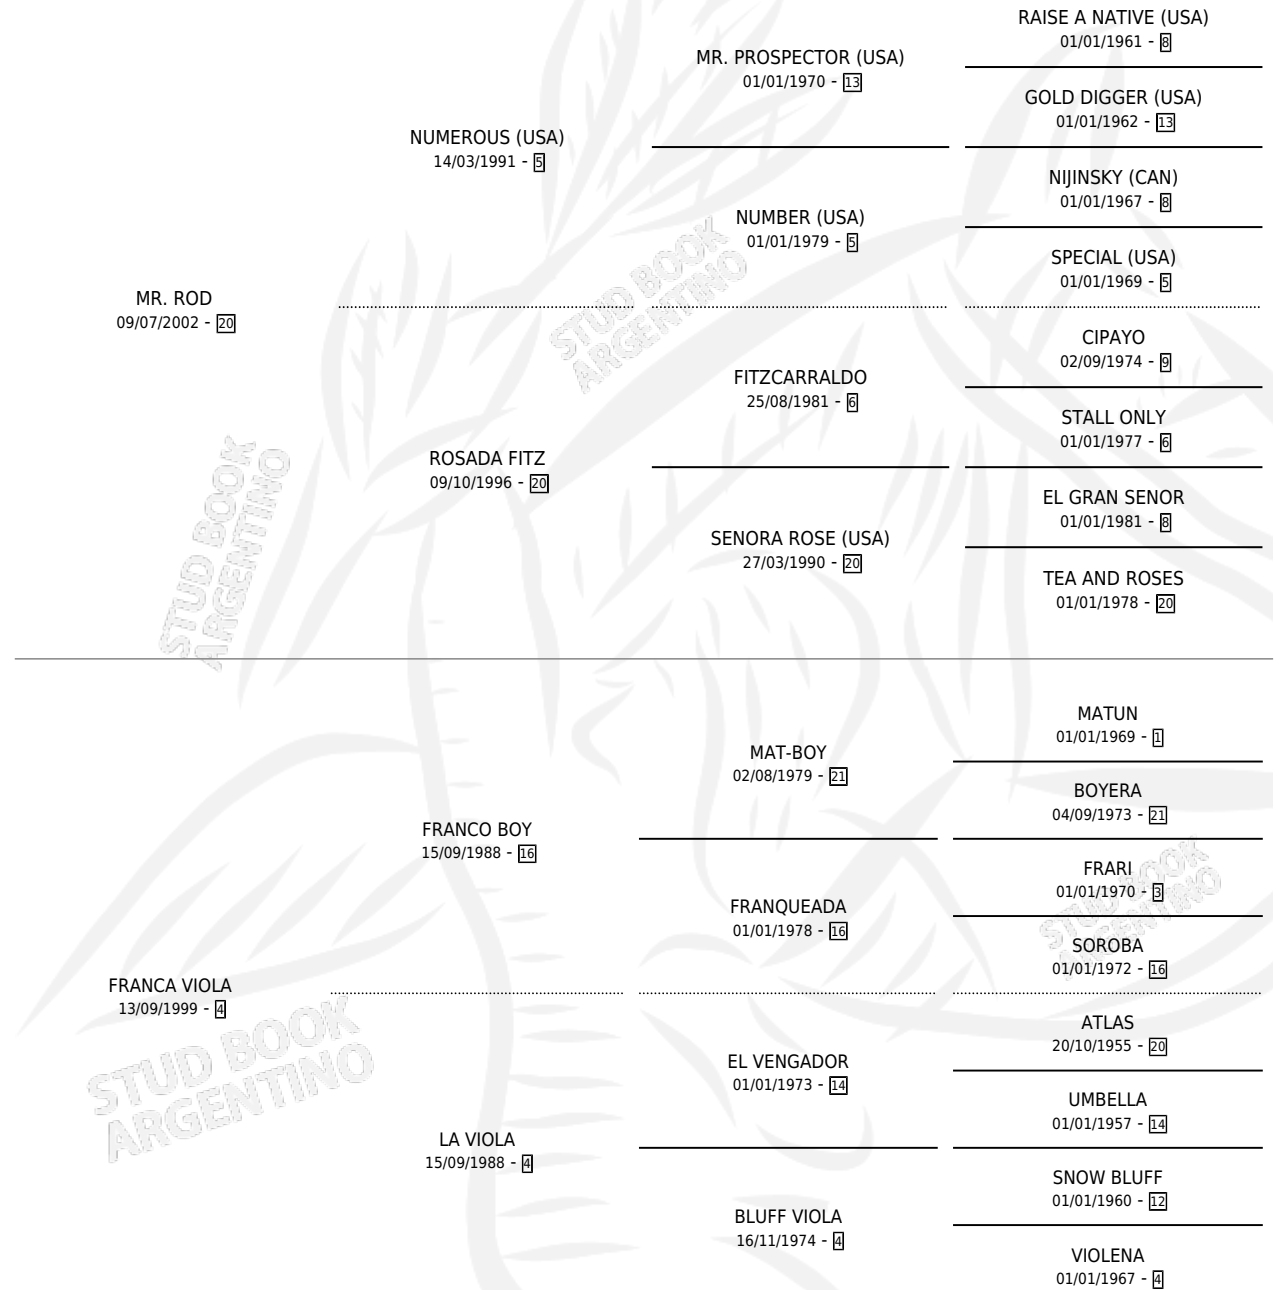 RAISE A NATIVE (USA)
01/01/1961 - 8
MR. PROSPECTOR (USA)
01/01/1970 - 13
GOLD DIGGER (USA)
01/01/1962 - 13
NUMEROUS (USA)
14/03/1991 - 5
NIJINSKY (CAN)
01/01/1967 - 8
NUMBER (USA)
01/01/1979 - 5
SPECIAL (USA)
01/01/1969 - 5
MR. ROD
09/07/2002 - 20
CIPAYO
02/09/1974 - 9
FITZCARRALDO
25/08/1981 - 6
STALL ONLY
01/01/1977 - 6
ROSADA FITZ
09/10/1996 - 20
EL GRAN SENOR
01/01/1981 - 8
SENORA ROSE (USA)
27/03/1990 - 20
TEA AND ROSES
01/01/1978 - 20
STUD BOOK
ARGENTINO
STUD BOOK
ARGENTINO
MATUN
01/01/1969 - 1
MAT-BOY
02/08/1979 - 21
BOYERA
04/09/1973 - 21
FRANCO BOY
15/09/1988 - 16
FRARI
01/01/1970 - 3
FRANQUEADA
01/01/1978 - 16
SOROBA
01/01/1972 - 16
STUD BOOK
ARGENTINO
FRANCA VIOLA
13/09/1999 - 4
ATLAS
20/10/1955 - 20
EL VENGADOR
01/01/1973 - 14
UMBELLA
01/01/1957 - 14
LA VIOLA
15/09/1988 - 4
SNOW BLUFF
01/01/1960 - 12
BLUFF VIOLA
16/11/1974 - 4
VIOLENA
01/01/1967 - 4
STUD BOOK
ARGENTINO